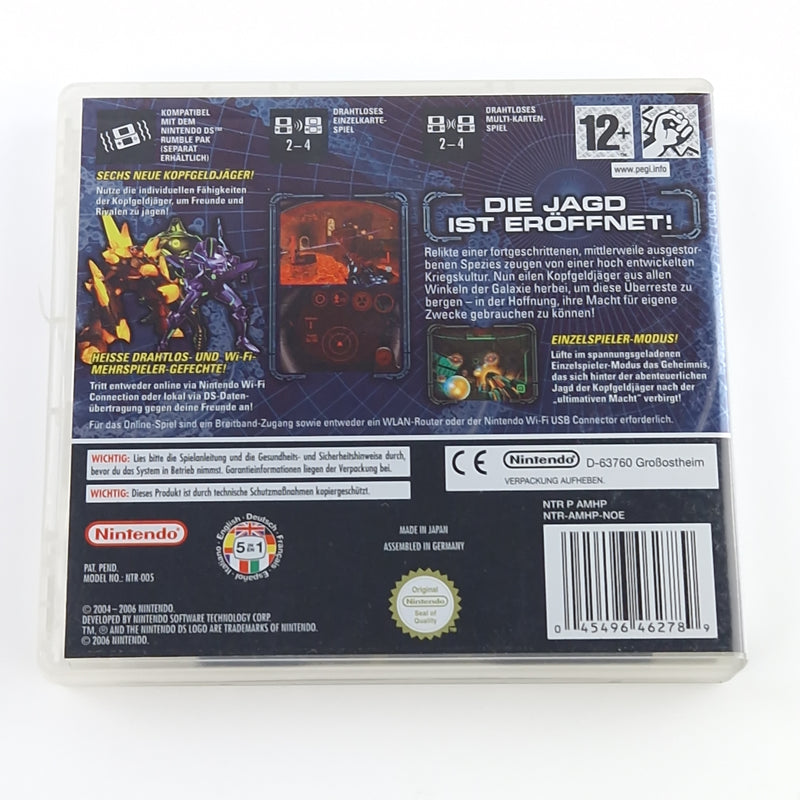 KOMPATIBEL
MIT DEM
NINTENDO DS™
RUMBLE PAK
(SEPARAT
ERHÄLTLICH)
DRAHTLOSES
EINZELKARTE-
SPIEL
2–4
DRAHTLOSES
MULTI-KARTEN-
SPIEL
2–4
12+
www.pegi.info
SECHS NEUE KOPFGELDJÄGER!
Nutze die individuellen Fähigkeiten
der Kopfgeldjäger, um Freunde und
Rivalen zu jagen!
DIE JAGD
IST ERÖFFNET!
Relikte einer fortgeschrittenen, mittlerweile ausgestor-
benen Spezies zeugen von einer hoch entwickelten
Kriegskultur. Nun eilen Kopfgeldjäger aus allen
Winkeln der Galaxie herbei, um diese Überreste zu
bergen – in der Hoffnung, ihre Macht für eigene
Zwecke gebrauchen zu können!
HEISSE DRAHTLOS- UND Wi-Fi-
MEHRSPIELER-GEFECHTE!
Tritt entweder online via Nintendo Wi-Fi
Connection oder lokal via DS-Daten-
übertragung gegen deine Freunde an!
EINZELSPIELER-MODUS!
Lüfte im spannungsgeladenen
Einzelspieler-Modus das Geheimnis,
das sich hinter der abenteuerlichen
Jagd der Kopfgeldjäger nach der
„ultimativen Macht“ verbirgt!
Für das Online-Spiel sind ein Breitband-Zugang sowie entweder ein WLAN-Router oder der Nintendo Wi-Fi USB Connector erforderlich.
WICHTIG: Lies bitte die Spielanleitung und die Gesundheits- und Sicherheitshinweise durch,
bevor du das System in Betrieb nimmst. Garantieinformationen liegen der Verpackung bei.
WICHTIG: Dieses Produkt ist durch technische Schutzmaßnahmen kopiergeschützt.
CE Nintendo D-63760 Großostheim
VERPACKUNG AUFHEBEN.
NTR P AMHP
NTR-AMHP-NOE
Nintendo
English · Deutsch · Français · Español · Italiano
5 IN 1
MADE IN JAPAN
ASSEMBLED IN GERMANY
PAT. PEND.
MODEL NO.: NTR-005
Original
Nintendo
Seal of
Quality
© 2004 – 2006 NINTENDO.
DEVELOPED BY NINTENDO SOFTWARE TECHNOLOGY CORP.
TM, ® AND THE NINTENDO DS LOGO ARE TRADEMARKS OF NINTENDO.
© 2006 NINTENDO.
0 45496 46278 9